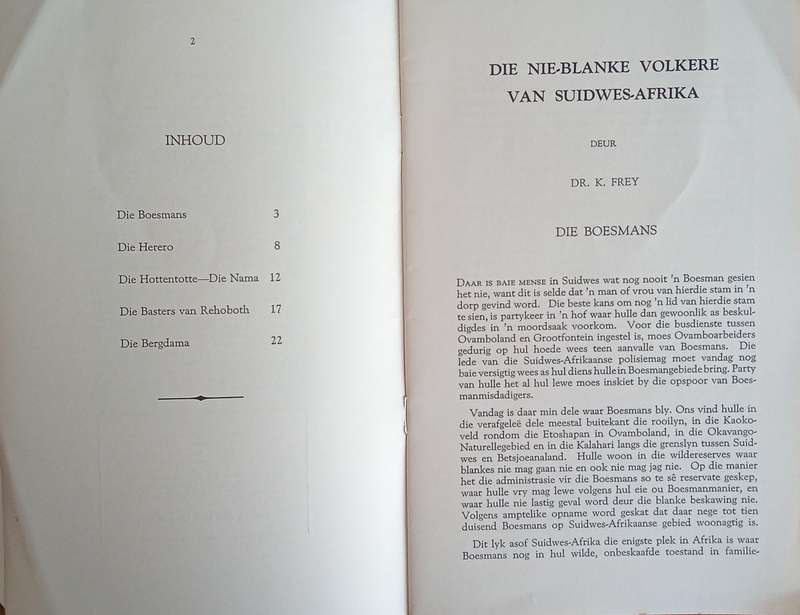 2
INHOUD
Die Boesmans 3
Die Herero 8
Die Hottentotte—Die Nama 12
Die Basters van Rehoboth 17
Die Bergdama 22
DIE NIE-BLANKE VOLKERE
VAN SUIDWES-AFRIKA
DEUR
DR. K. FREY
DIE BOESMANS
DAAR IS BAIE MENSE in Suidwes wat nog nooit 'n Boesman gesien
het nie, want dit is selde dat 'n man of vrou van hierdie stam in 'n
dorp gevind word. Die beste kans om nog 'n lid van hierdie stam
te sien, is partykeer in 'n hof waar hulle dan gewoonlik as beskul-
digdes in 'n moordsaak voorkom. Voor die busdienste tussen
Ovamboland en Grootfontein ingestel is, moes Ovamboarbeiders
gedurig op hul hoede wees teen aanvalle van Boesmans. Die
lede van die Suidwes-Afrikaanse polisiemag moet vandag nog
baie versigtig wees as hul diens hulle in Boesmangebiede bring. Party
van hulle het al hul lewe moes inskiet by die opspoor van Boes-
manmisdadigers.
Vandag is daar min dele waar Boesmans bly. Ons vind hulle in
die verafgeleë dele meestal buitekant die rooilyn, in die Kaoko-
veld rondom die Etoshapan in Ovamboland, in die Okavango-
Naturellegebied en in die Kalahari langs die grenslyn tussen Suid-
wes en Betsjoeanaland. Hulle woon in die wildereserves waar
blankes nie mag gaan nie en ook nie mag jag nie. Op die manier
het die administrasie vir die Boesmans so te sê reservate geskep,
waar hulle vry mag lewe volgens hul eie ou Boesmanmanier, en
waar hulle nie lastig geval word deur die blanke beskawing nie.
Volgens amptelike opname word geskat dat daar nege tot tien
duisend Boesmans op Suidwes-Afrikaanse gebied woonagtig is.
Dit lyk asof Suidwes-Afrika die enigste plek in Afrika is waar
Boesmans nog in hul wilde, onbeskaafde toestand in familie-